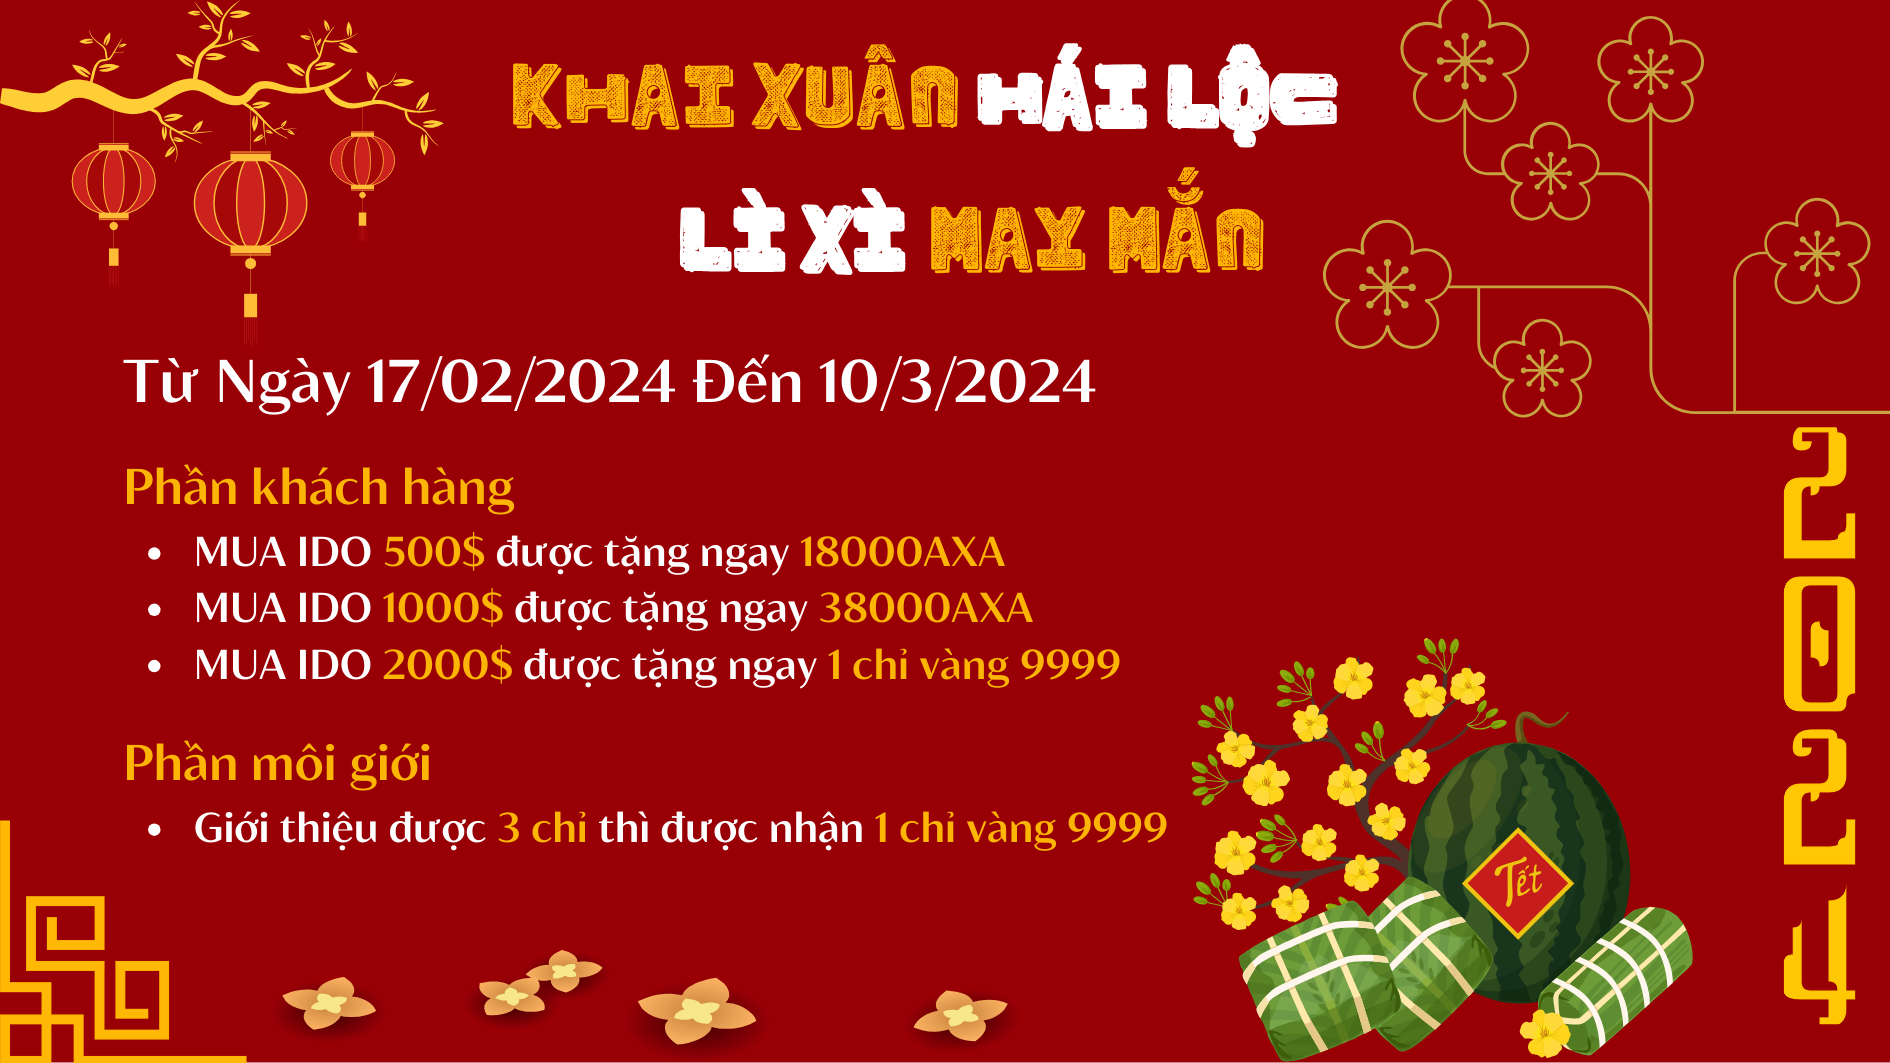 KHAI XUÂN HÁI LỘC
LÌ XÌ MAY MẮN
Từ Ngày 17/02/2024 Đến 10/3/2024
Phần khách hàng
• MUA IDO 500$ được tặng ngay 18000AXA
• MUA IDO 1000$ được tặng ngay 38000AXA
• MUA IDO 2000$ được tặng ngay 1 chỉ vàng 9999
Phần môi giới
• Giới thiệu được 3 chỉ thì được nhận 1 chỉ vàng 9999
2024
Tết